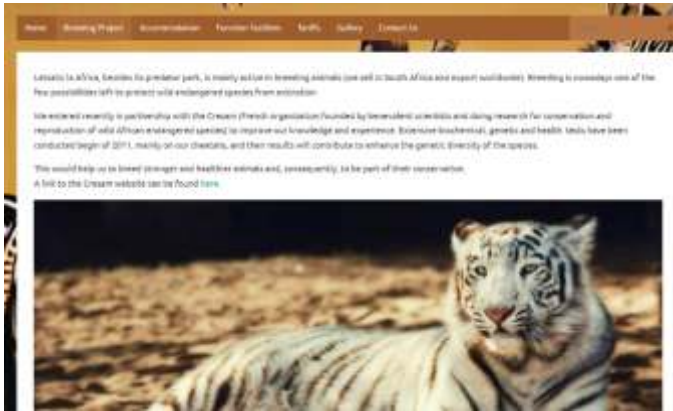 Home Breeding Project Accommodation Function Facilities Tariffs Gallery Contact Us
Letsatsi la Africa, besides its predator park, is mainly active in breeding animals (we sell in South Africa and export worldwide). Breeding is nowadays one of the
few possibilities left to protect wild endangered species from extinction
We entered recently in partnership with the Cresam (French organization founded by benevolent scientists and doing research for conservation and
reproduction of wild African endangered species) to improve our knowledge and experience. Extensive biochemical, genetic and health tests have been
conducted begin of 2011, mainly on our cheetahs, and their results will contribute to enhance the genetic diversity of the species.
This would help us to breed stronger and healthier animals and, consequently, to be part of their conservation.
A link to the Cresam website can be found here.